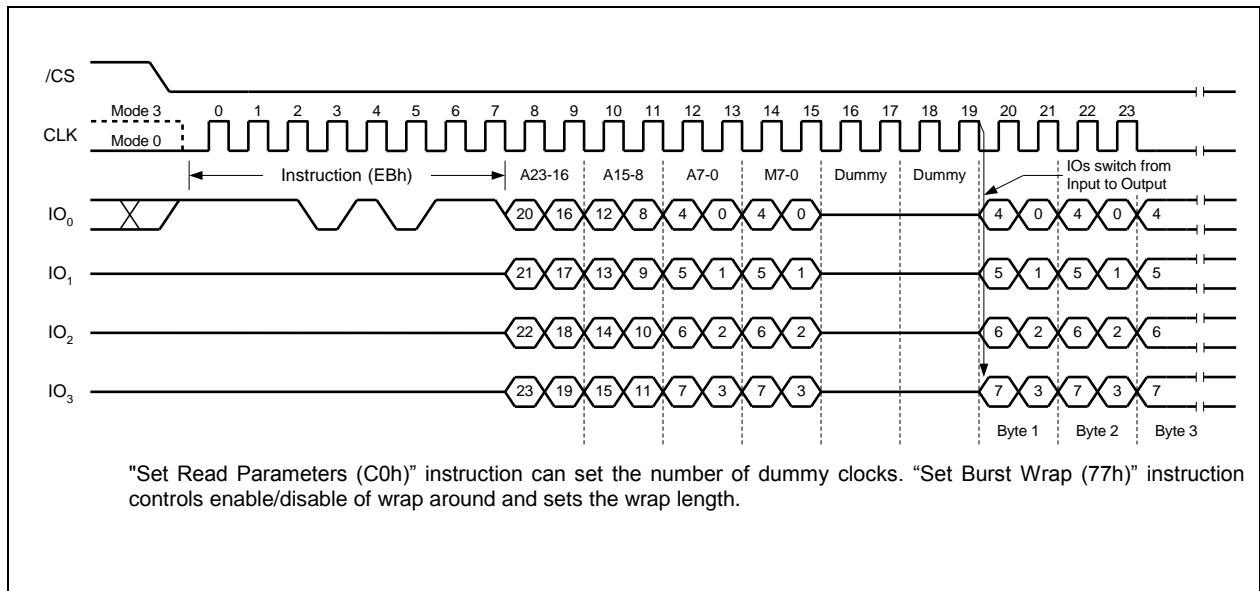 /CS
Mode 3 0 1 2 3 4 5 6 7 8 9 10 11 12 13 14 15 16 17 18 19 20 21 22 23
CLK Mode 0
Instruction (EBh) A23-16 A15-8 A7-0 M7-0 Dummy Dummy IOs switch from
Input to Output
IO0 20 16 12 8 4 0 4 0 4 0 4 0 4
IO1 21 17 13 9 5 1 5 1 5 1 5 1 5
IO2 22 18 14 10 6 2 6 2 6 2 6 2 6
IO3 23 19 15 11 7 3 7 3 7 3 7 3 7
Byte 1 Byte 2 Byte 3
"Set Read Parameters (C0h)” instruction can set the number of dummy clocks. “Set Burst Wrap (77h)” instruction
controls enable/disable of wrap around and sets the wrap length.